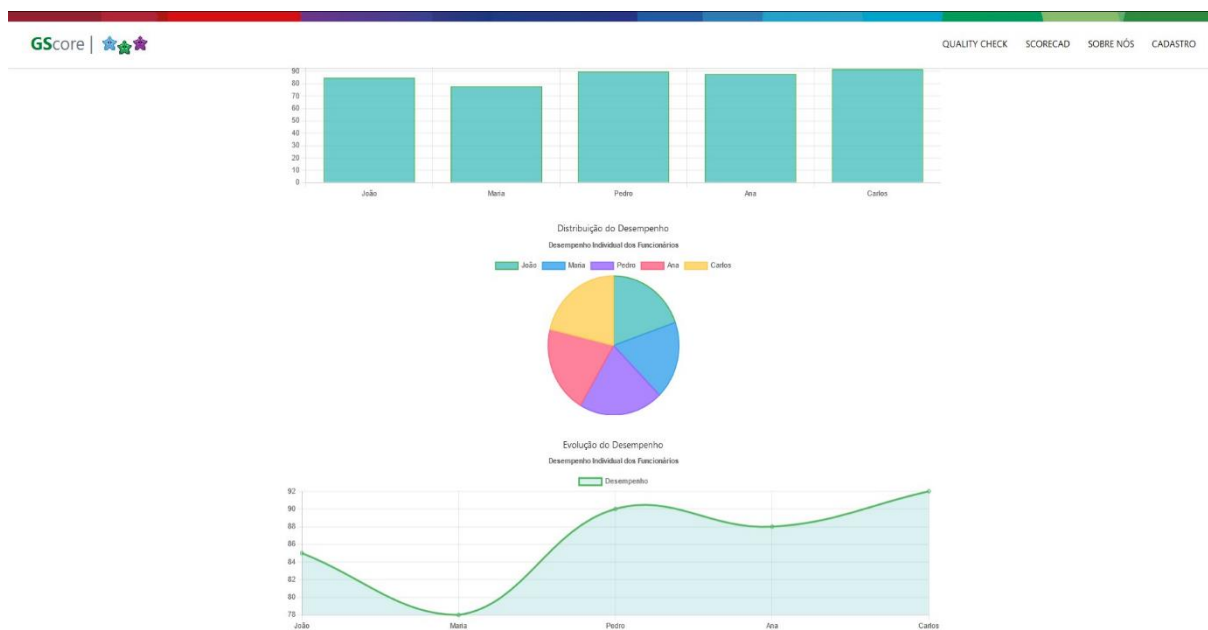 GScore |
QUALITY CHECK SCORECAD SOBRE NÓS CADASTRO
90
80
70
60
50
40
30
20
10
0
João Maria Pedro Ana Carlos
Distribuição do Desempenho
Desempenho Individual dos Funcionários
João Maria Pedro Ana Carlos
Evolução do Desempenho
Desempenho Individual dos Funcionários
Desempenho
92
90
88
86
84
82
80
78
João Maria Pedro Ana Carlos